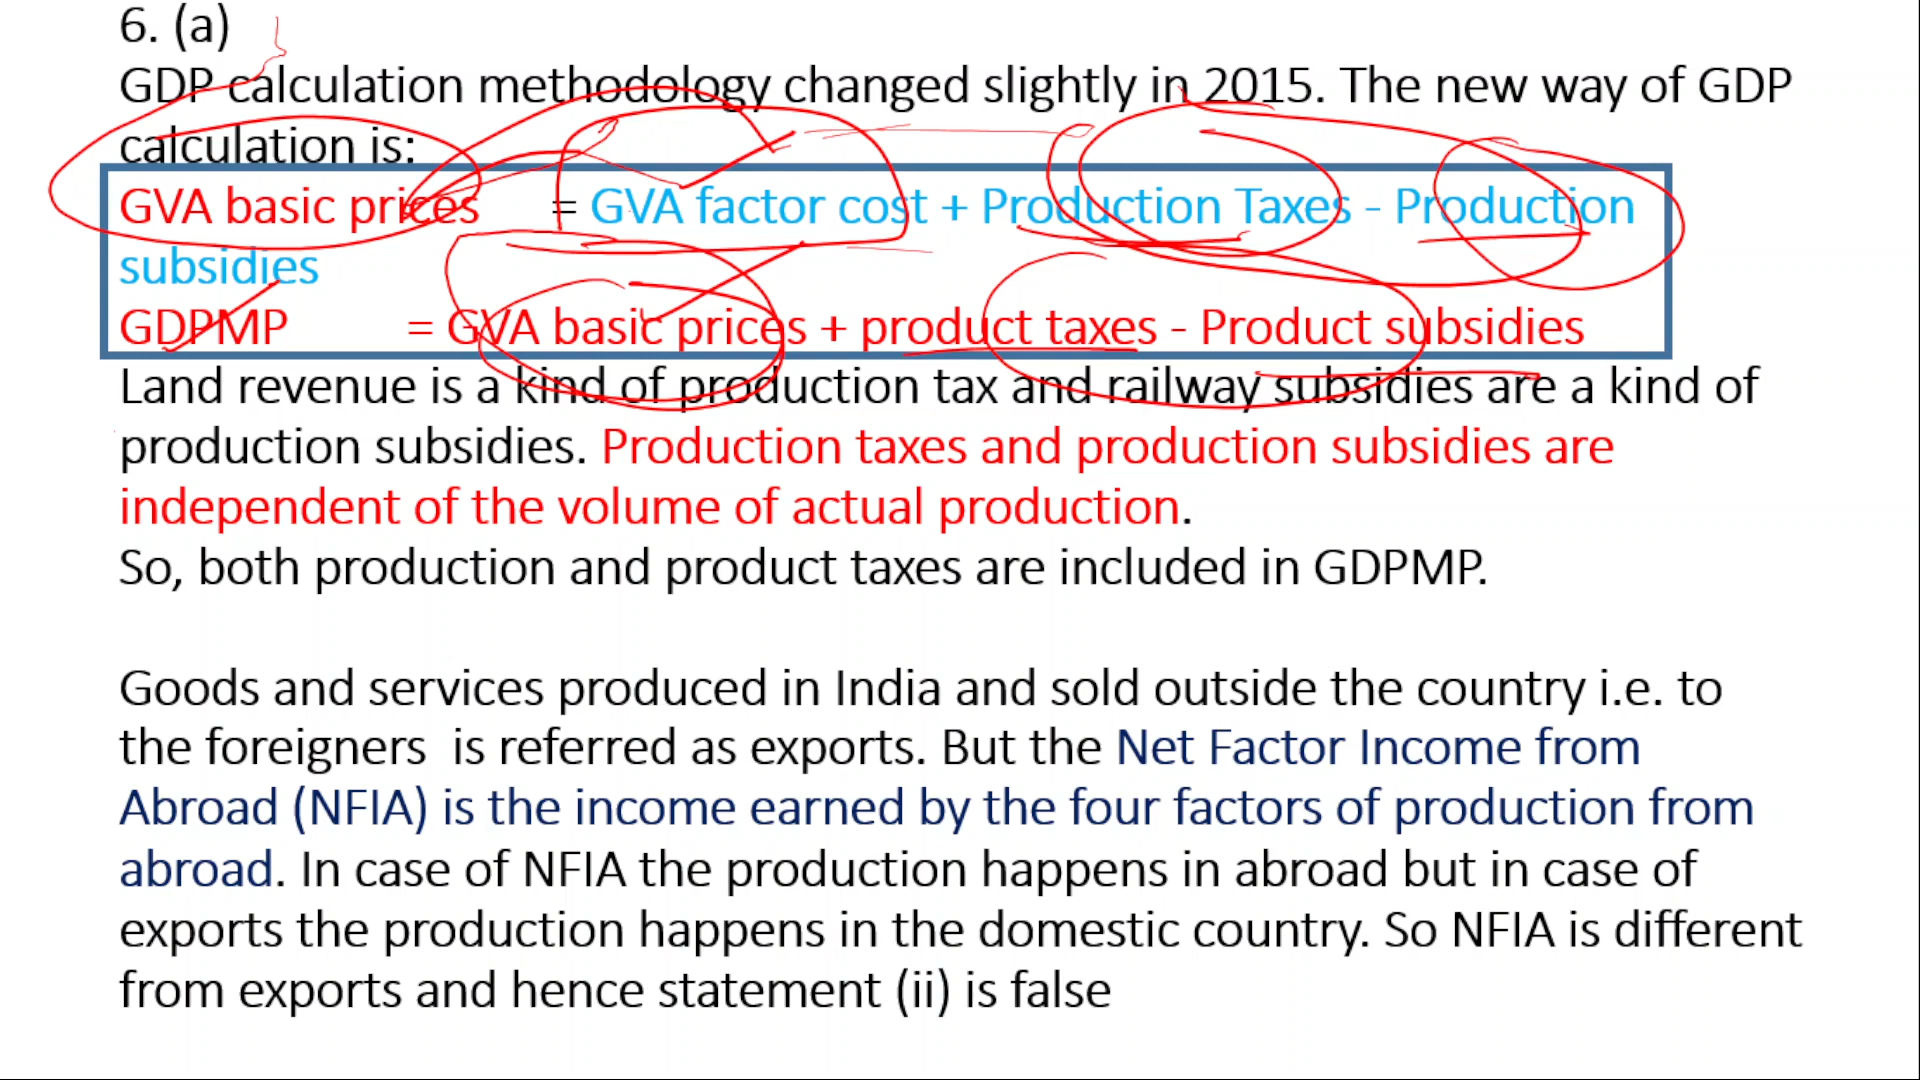 6. (a)
GDP calculation methodology changed slightly in 2015. The new way of GDP
calculation is:
GVA basic prices = GVA factor cost + Production Taxes - Production
subsidies
GDPMP = GVA basic prices + product taxes - Product subsidies
Land revenue is a kind of production tax and railway subsidies are a kind of
production subsidies. Production taxes and production subsidies are
independent of the volume of actual production.
So, both production and product taxes are included in GDPMP.
Goods and services produced in India and sold outside the country i.e. to
the foreigners is referred as exports. But the Net Factor Income from
Abroad (NFIA) is the income earned by the four factors of production from
abroad. In case of NFIA the production happens in abroad but in case of
exports the production happens in the domestic country. So NFIA is different
from exports and hence statement (ii) is false